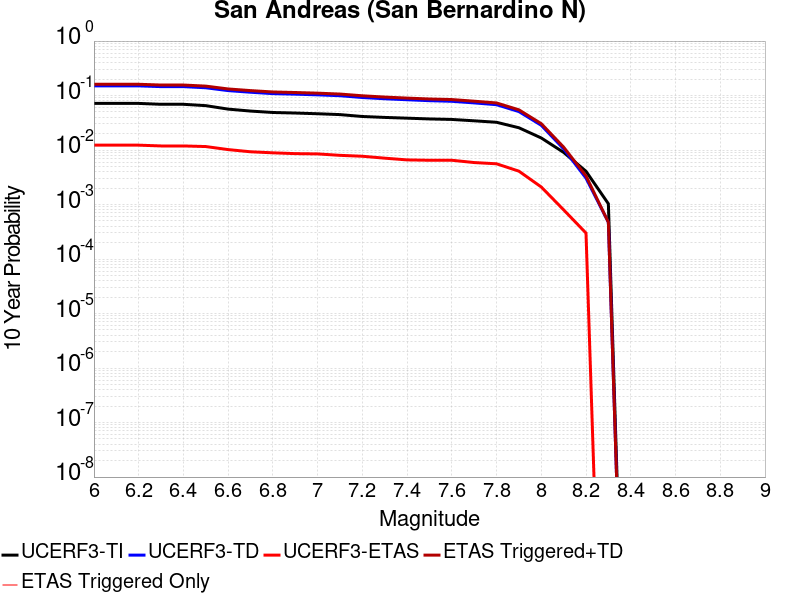 San Andreas (San Bernardino N)
10 0
10 -1
10 -2
10 -3
10 -4
10 -5
10 -6
10 -7
10 -8
10 Year Probability
6 6.2 6.4 6.6 6.8 7 7.2 7.4 7.6 7.8 8 8.2 8.4 8.6 8.8 9
Magnitude
UCERF3-TI UCERF3-TD UCERF3-ETAS ETAS Triggered+TD
ETAS Triggered Only